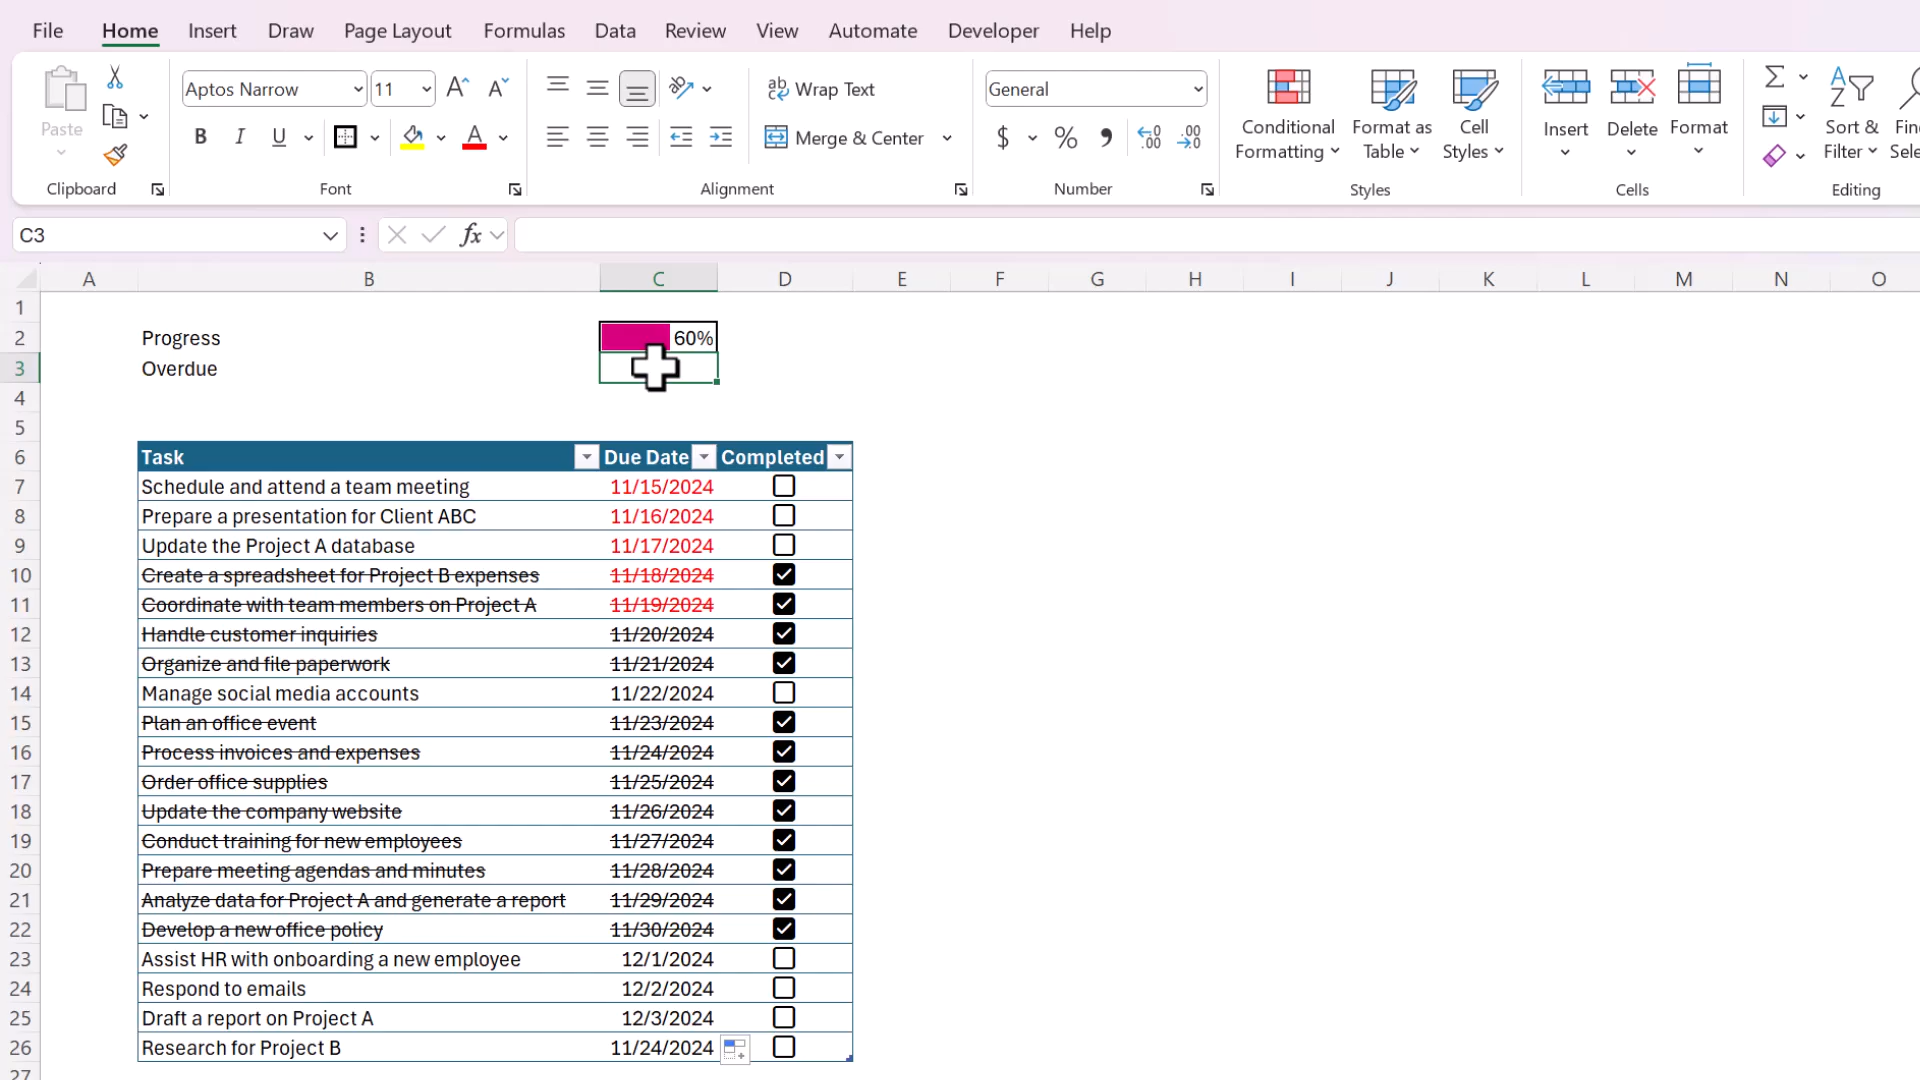 File Home Insert Draw Page Layout Formulas Data Review View Automate Developer Help
Paste
Aptos Narrow 11
B I U A
ab Wrap Text
Merge & Center
General
$ % 9 .00 .00
Conditional Formatting
Format as Table
Cell Styles
Insert
Delete
Format
Sort & Filter
Clipboard Font Alignment Number Styles Cells Editing
C3 fx
A B C D E F G H I J K L M N O
1
2 Progress 60%
3 Overdue
4
5
6 Task Due Date Completed
7 Schedule and attend a team meeting 11/15/2024
8 Prepare a presentation for Client ABC 11/16/2024
9 Update the Project A database 11/17/2024
10 Create a spreadsheet for Project B expenses 11/18/2024
11 Coordinate with team members on Project A 11/19/2024
12 Handle customer inquiries 11/20/2024
13 Organize and file paperwork 11/21/2024
14 Manage social media accounts 11/22/2024
15 Plan an office event 11/23/2024
16 Process invoices and expenses 11/24/2024
17 Order office supplies 11/25/2024
18 Update the company website 11/26/2024
19 Conduct training for new employees 11/27/2024
20 Prepare meeting agendas and minutes 11/28/2024
21 Analyze data for Project A and generate a report 11/29/2024
22 Develop a new office policy 11/30/2024
23 Assist HR with onboarding a new employee 12/1/2024
24 Respond to emails 12/2/2024
25 Draft a report on Project A 12/3/2024
26 Research for Project B 11/24/2024
27